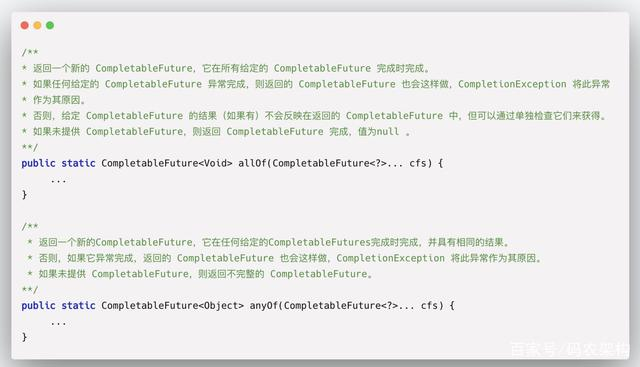 /**
* 返回一个新的 CompletableFuture，它在所有给定的 CompletableFuture 完成时完成。
* 如果任何给定的 CompletableFuture 异常完成，则返回的 CompletableFuture 也会这样做，CompletionException 将此异常
* 作为其原因。
* 否则，给定 CompletableFuture 的结果（如果有）不会反映在返回的 CompletableFuture 中，但可以通过单独检查它们来获得。
* 如果未提供 CompletableFuture，则返回 CompletableFuture 完成，值为null 。
**/
public static CompletableFuture<Void> allOf(CompletableFuture<?>... cfs) {
...
}
/**
* 返回一个新的CompletableFuture，它在任何给定的CompletableFutures完成时完成，并具有相同的结果。
* 否则，如果它异常完成，返回的 CompletableFuture 也会这样做，CompletionException 将此异常作为其原因。
* 如果未提供 CompletableFuture，则返回不完整的 CompletableFuture。
**/
public static CompletableFuture<Object> anyOf(CompletableFuture<?>... cfs) {
...
}
百家号/码农架构